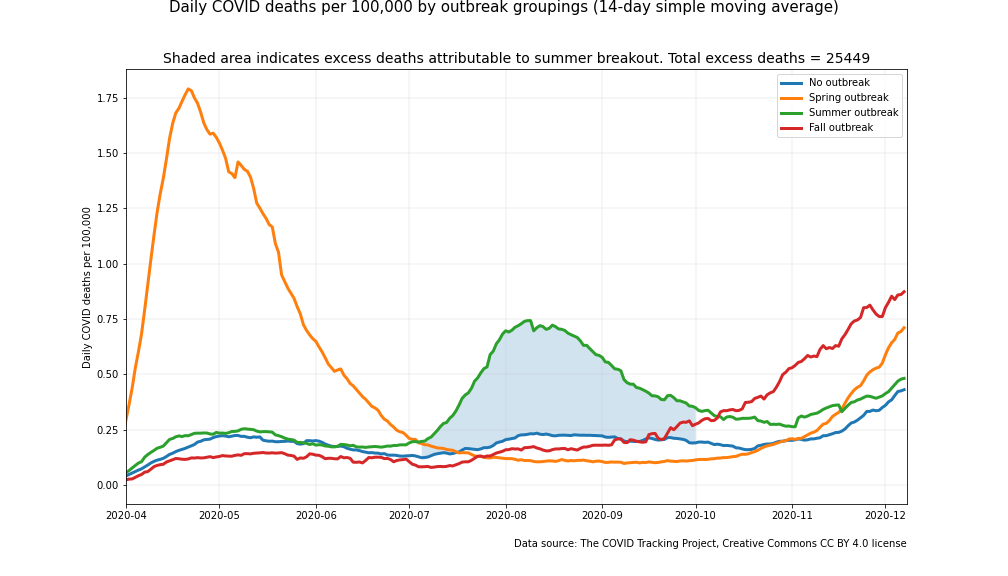 Daily COVID deaths per 100,000 by outbreak groupings (14-day simple moving average)
Shaded area indicates excess deaths attributable to summer breakout. Total excess deaths = 25449
No outbreak
Spring outbreak
Summer outbreak
Fall outbreak
Daily COVID deaths per 100,000
1.75
1.50
1.25
1.00
0.75
0.50
0.25
0.00
2020-04
2020-05
2020-06
2020-07
2020-08
2020-09
2020-10
2020-11
2020-12
Data source: The COVID Tracking Project, Creative Commons CC BY 4.0 license